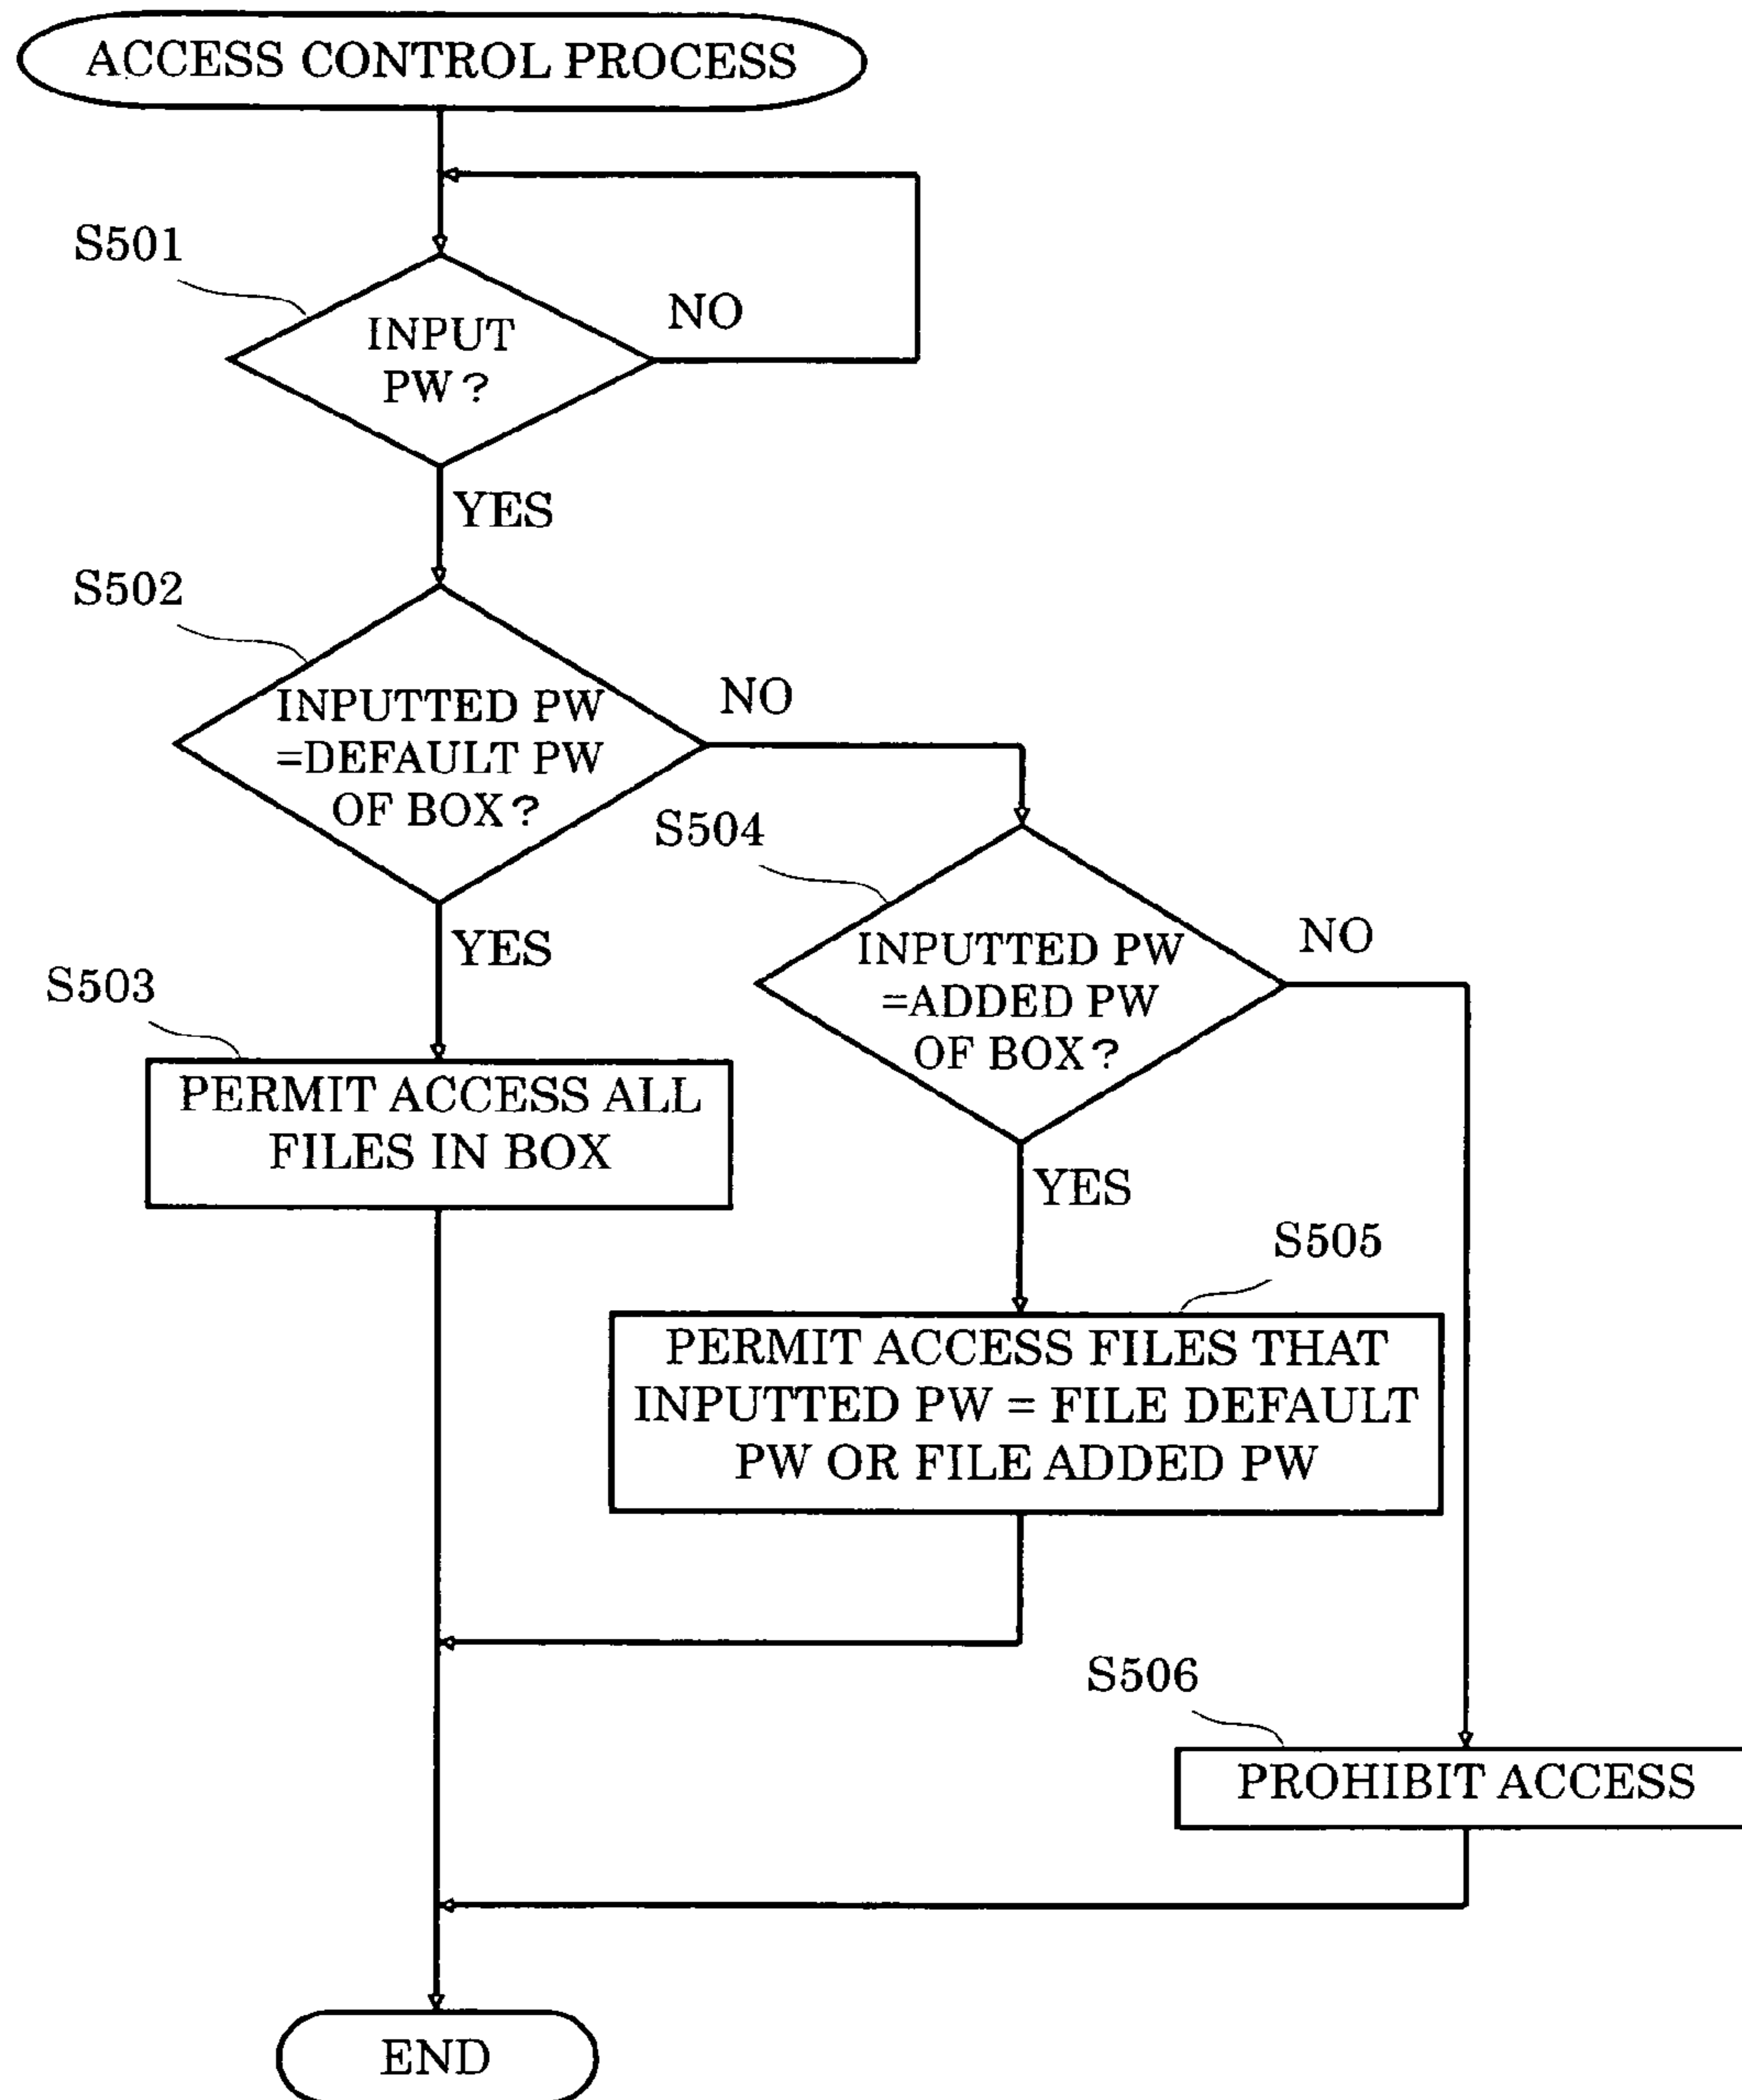 ACCESS CONTROL PROCESS
S501
INPUT
PW?
NO
YES
S502
INPUTTED PW
=DEFAULT PW
OF BOX?
NO
S504
YES
INPUTTED PW
=ADDED PW
OF BOX?
NO
S503
PERMIT ACCESS ALL
FILES IN BOX
YES
S505
PERMIT ACCESS FILES THAT
INPUTTED PW = FILE DEFAULT
PW OR FILE ADDED PW
S506
PROHIBIT ACCESS
END